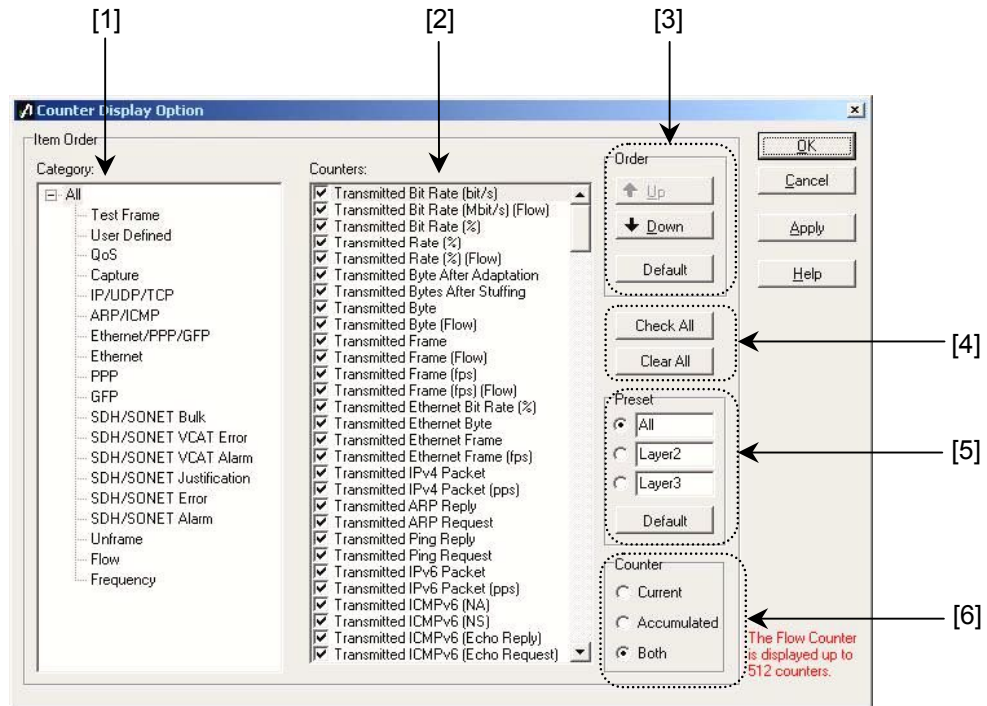 [1]
[2]
[3]
Counter Display Option
Item Order
Category:
All
Test Frame
User Defined
QoS
Capture
IP/UDP/TCP
ARP/ICMP
Ethernet/PPP/GFP
Ethernet
PPP
GFP
SDH/SONET Bulk
SDH/SONET VCAT Error
SDH/SONET VCAT Alarm
SDH/SONET Justification
SDH/SONET Error
SDH/SONET Alarm
Unframe
Flow
Frequency
Counters:
Transmitted Bit Rate (bit/s)
Transmitted Bit Rate (Mbit/s) (Flow)
Transmitted Bit Rate (%)
Transmitted Rate (%)
Transmitted Rate (%) (Flow)
Transmitted Byte After Adaptation
Transmitted Bytes After Stuffing
Transmitted Byte
Transmitted Byte (Flow)
Transmitted Frame
Transmitted Frame (Flow)
Transmitted Frame (fps)
Transmitted Frame (fps) (Flow)
Transmitted Ethernet Bit Rate (%)
Transmitted Ethernet Byte
Transmitted Ethernet Frame
Transmitted Ethernet Frame (fps)
Transmitted IPv4 Packet
Transmitted IPv4 Packet (pps)
Transmitted ARP Reply
Transmitted ARP Request
Transmitted Ping Reply
Transmitted Ping Request
Transmitted IPv6 Packet
Transmitted IPv6 Packet (pps)
Transmitted ICMPv6 (NA)
Transmitted ICMPv6 (NS)
Transmitted ICMPv6 (Echo Reply)
Transmitted ICMPv6 (Echo Request)
Order
Up
Down
Default
Check All
Clear All
[4]
Preset
All
Layer2
Layer3
Default
[5]
Counter
Current
Accumulated
Both
[6]
OK
Cancel
Apply
Help
The Flow Counter
is displayed up to
512 counters.